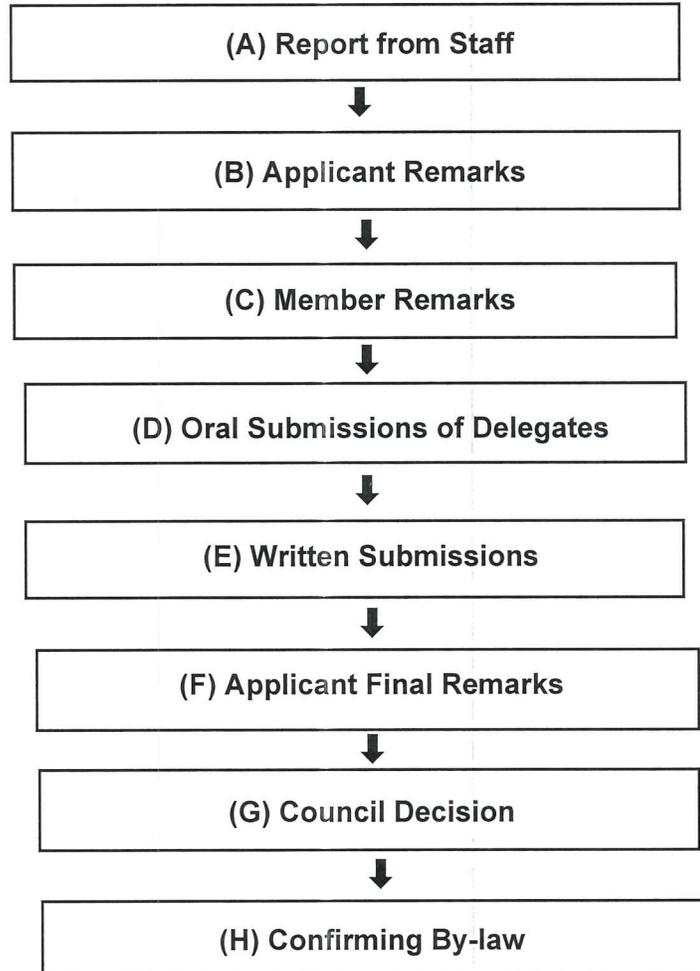 (A) Report from Staff
(B) Applicant Remarks
(C) Member Remarks
(D) Oral Submissions of Delegates
(E) Written Submissions
(F) Applicant Final Remarks
(G) Council Decision
(H) Confirming By-law